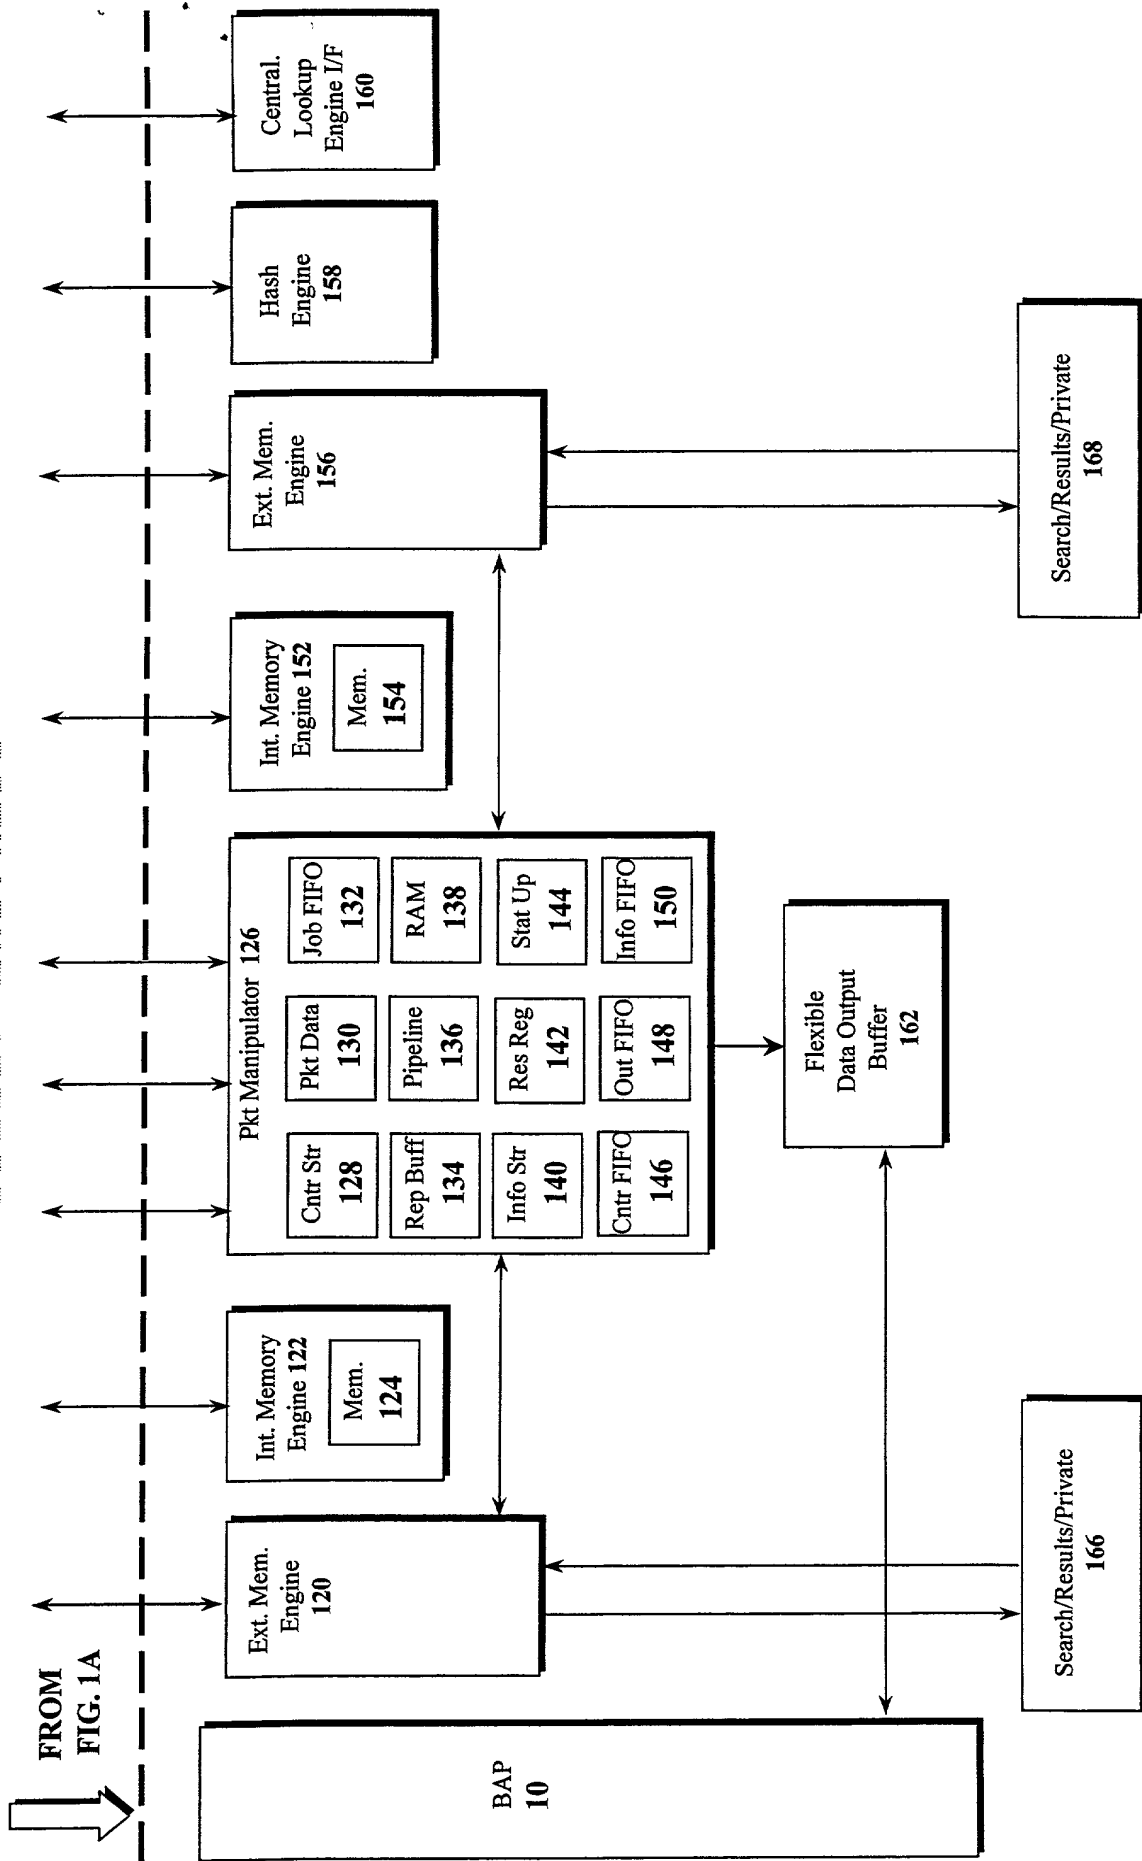 FROM
FIG. 1A
BAP
10
Ext. Mem.
Engine
120
Int. Memory
Engine 122
Mem.
124
Pkt Manipulator 126
Cntr Str
128
Pkt Data
130
Job FIFO
132
Rep Buff
134
Pipeline
136
RAM
138
Info Str
140
Res Reg
142
Stat Up
144
Cntr FIFO
146
Out FIFO
148
Info FIFO
150
Int. Memory
Engine 152
Mem.
154
Ext. Mem.
Engine
156
Hash
Engine
158
Central.
Lookup
Engine I/F
160
Flexible
Data Output
Buffer
162
Search/Results/Private
166
Search/Results/Private
168